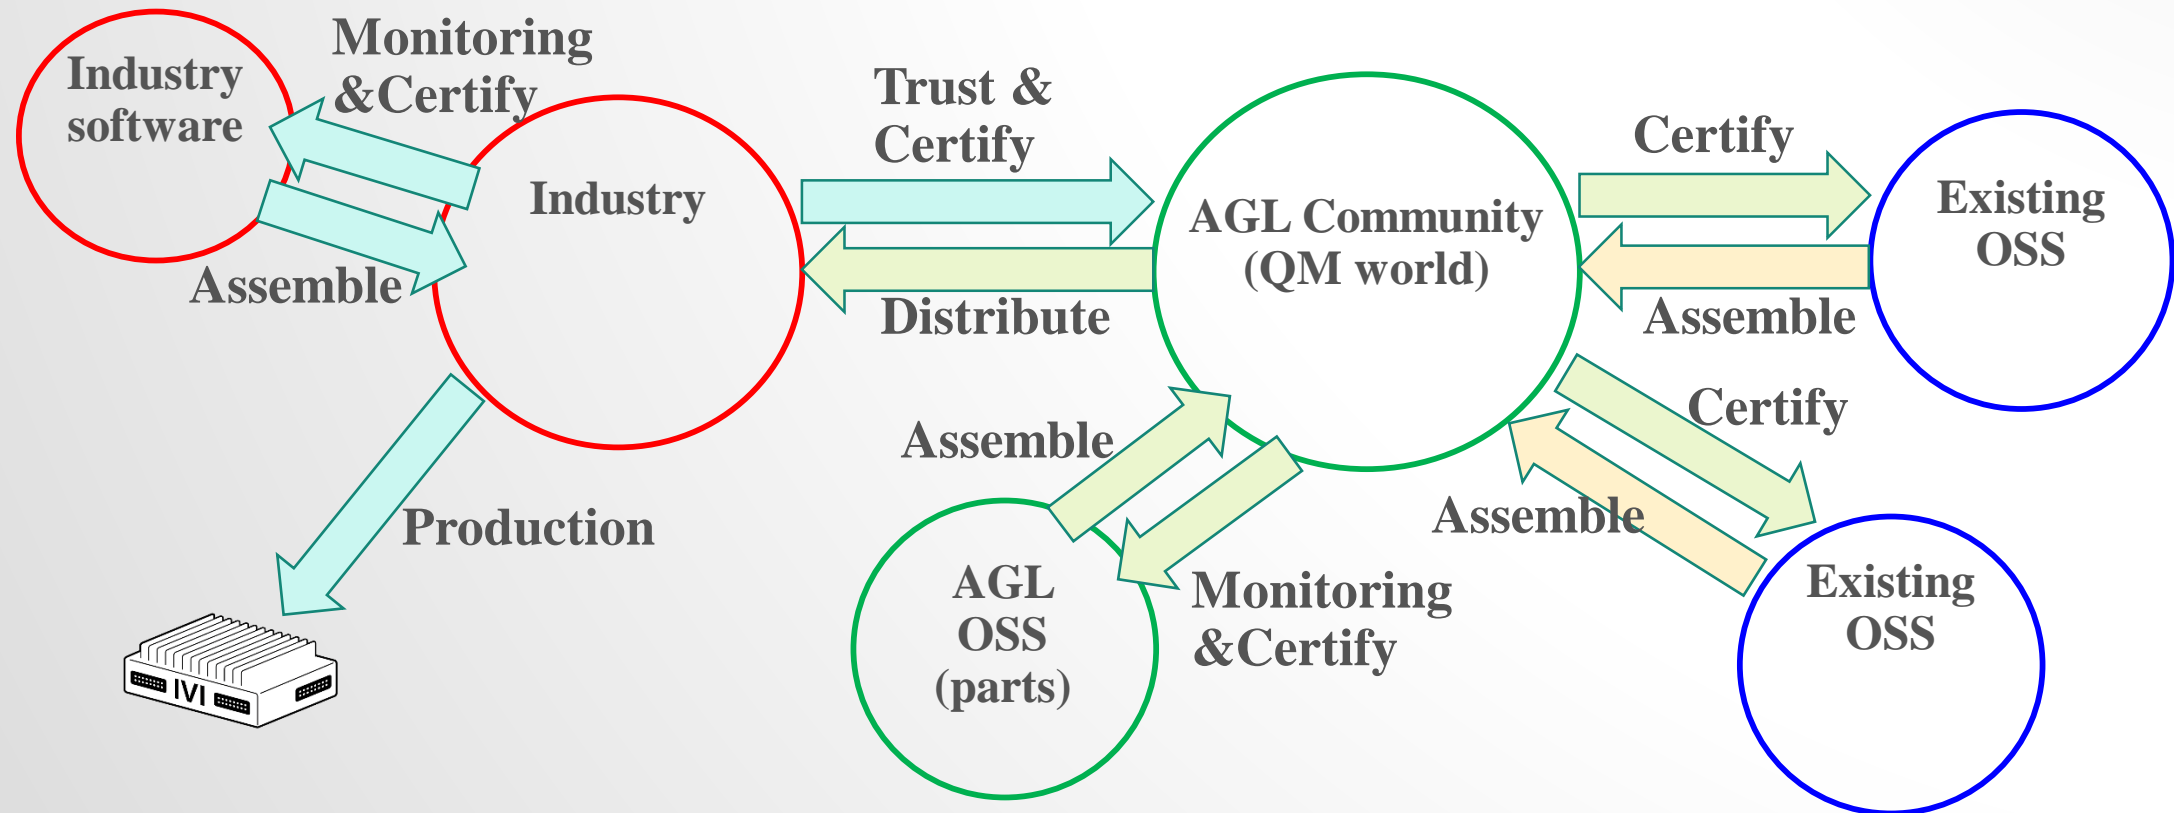 Industry
software
Monitoring
&Certify
Assemble
Industry
Trust &
Certify
Distribute
AGL Community
(QM world)
Certify
Assemble
Existing
OSS
Certify
Assemble
Existing
OSS
Assemble
Monitoring
&Certify
AGL
OSS
(parts)
Production
IVI